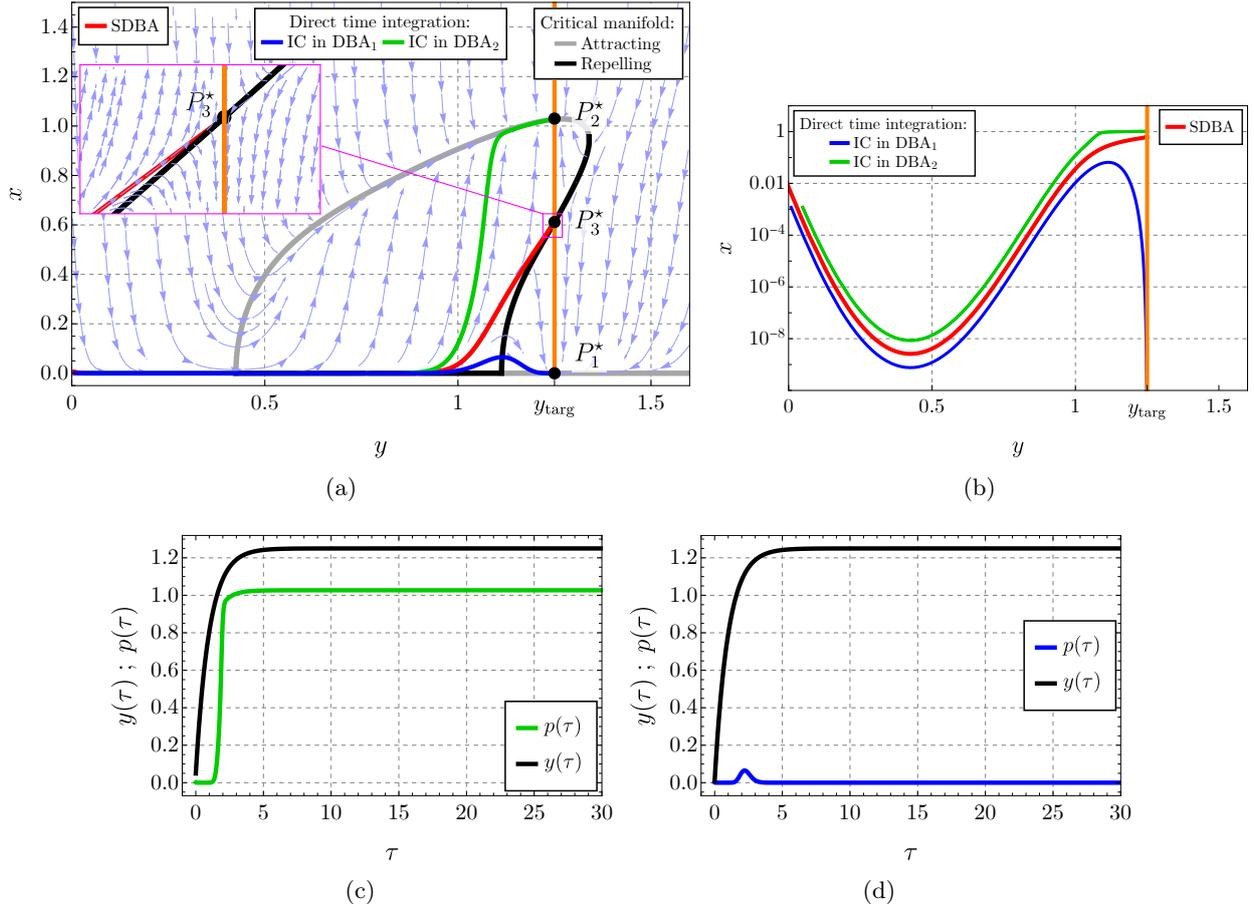 SDBA
Direct time integration:
IC in DBA₁ IC in DBA₂
Critical manifold:
Attracting
Repelling
P₃⋆
P₂⋆
P₃⋆
P₁⋆
1.4
1.2
1.0
0.8
0.6
0.4
0.2
0.0
x
0 0.5 1 y_targ 1.5
y
(a)
Direct time integration:
IC in DBA₁
IC in DBA₂
SDBA
1
0.01
10⁻⁴
10⁻⁶
10⁻⁸
x
0 0.5 1 y_targ 1.5
y
(b)
1.2
1.0
0.8
0.6
0.4
0.2
0.0
y(τ) ; p(τ)
p(τ)
y(τ)
0 5 10 15 20 25 30
τ
(c)
1.2
1.0
0.8
0.6
0.4
0.2
0.0
y(τ) ; p(τ)
p(τ)
y(τ)
0 5 10 15 20 25 30
τ
(d)